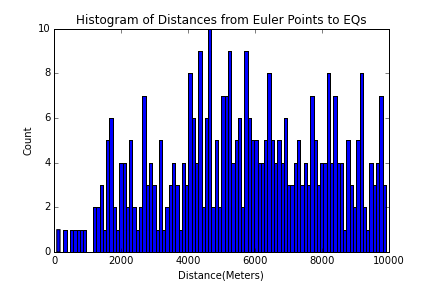 Histogram of Distances from Euler Points to EQs
10
8
6
4
2
0
Count
0 2000 4000 6000 8000 10000
Distance(Meters)